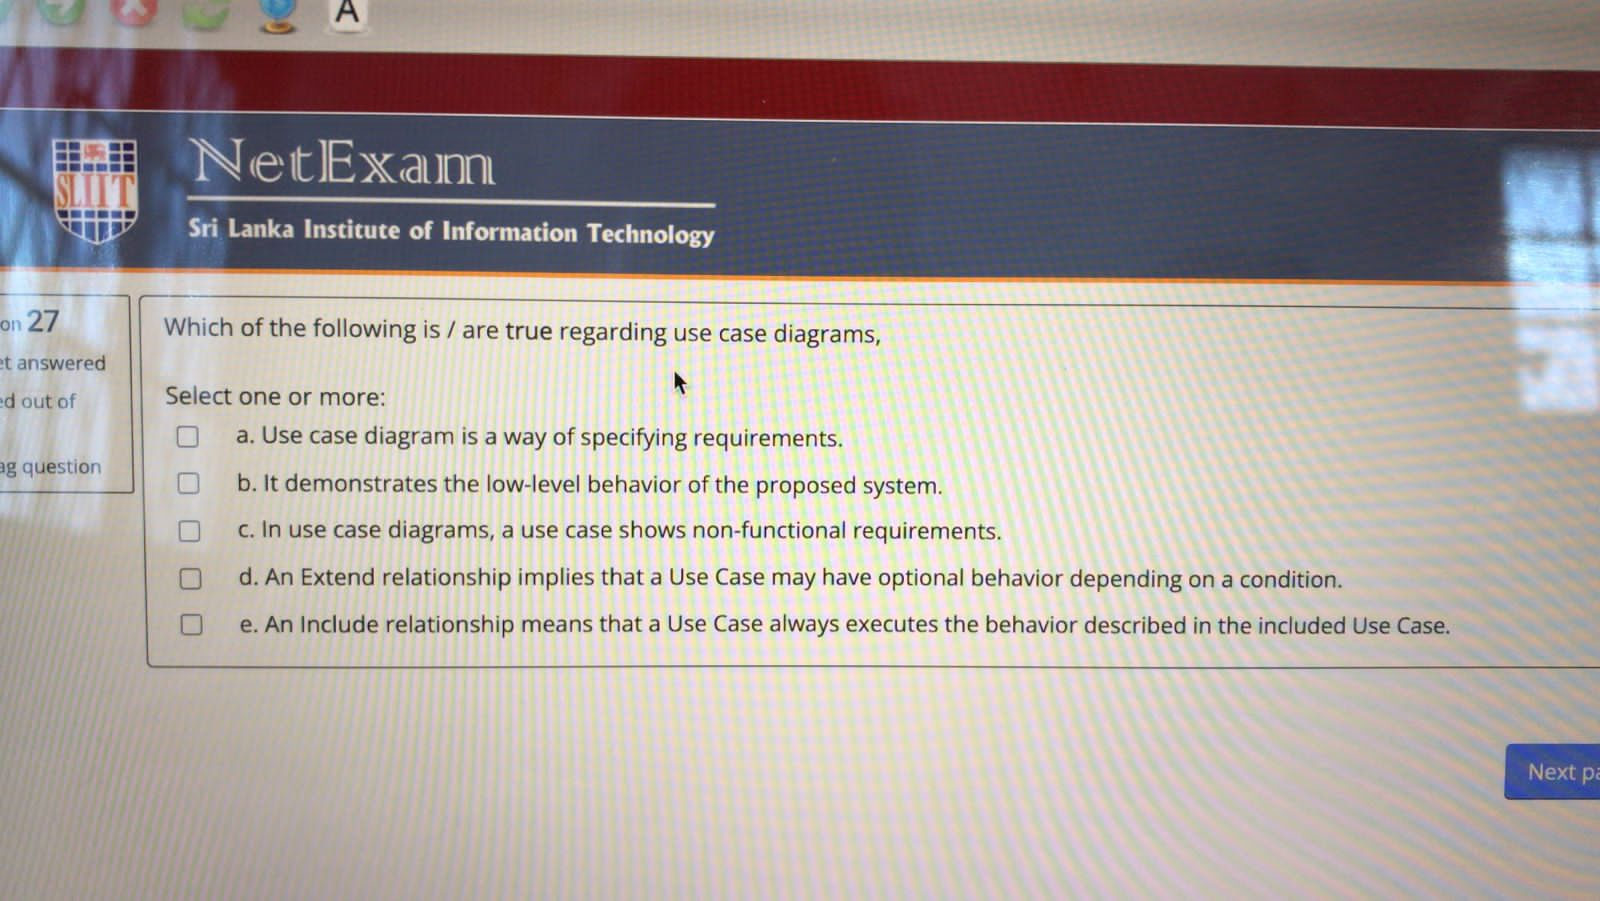 A
SLIIT
NetExam
Sri Lanka Institute of Information Technology
on 27
et answered
ed out of
ag question
Which of the following is / are true regarding use case diagrams,
Select one or more:
a. Use case diagram is a way of specifying requirements.
b. It demonstrates the low-level behavior of the proposed system.
c. In use case diagrams, a use case shows non-functional requirements.
d. An Extend relationship implies that a Use Case may have optional behavior depending on a condition.
e. An Include relationship means that a Use Case always executes the behavior described in the included Use Case.
Next pa